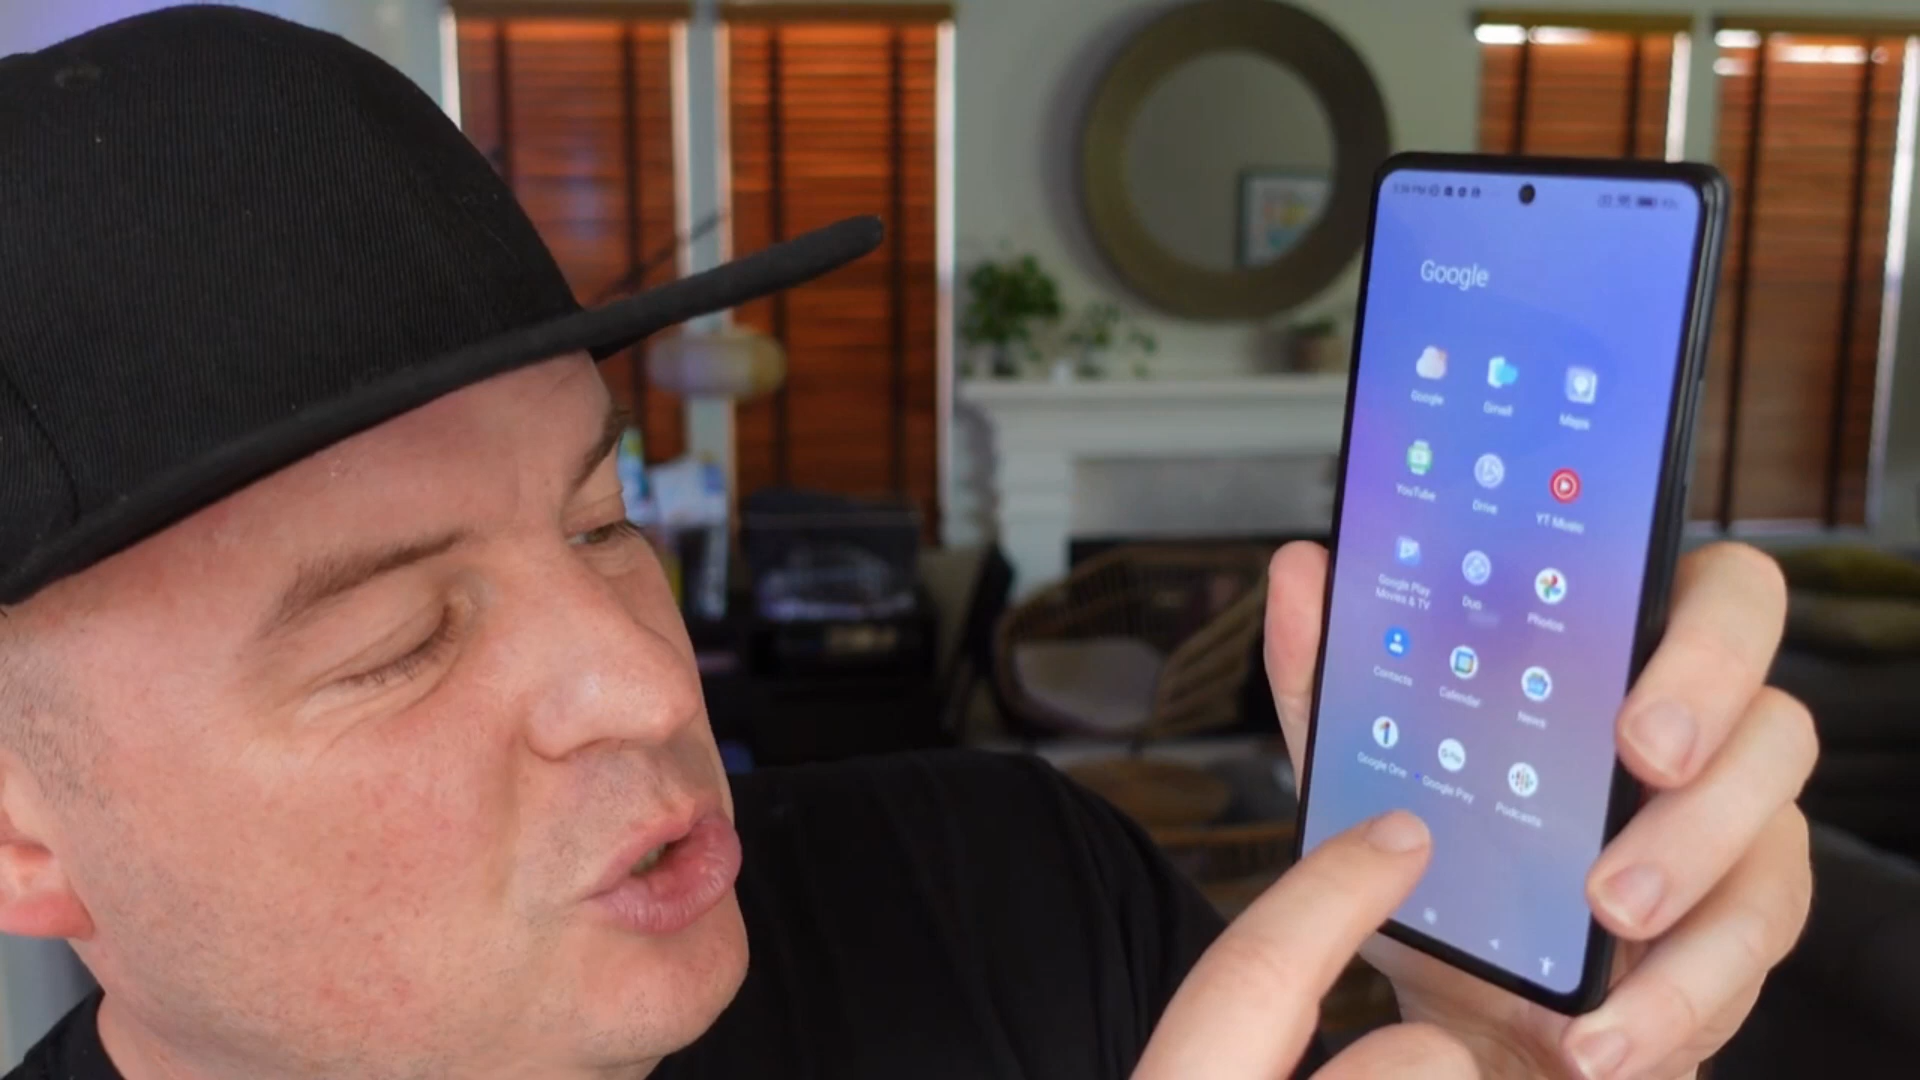 Google
Google
Gmail
Maps
YouTube
Drive
YT Music
Google Play
Movies & TV
Duo
Photos
Contacts
Calendar
News
Google One
Google Pay
Podcasts